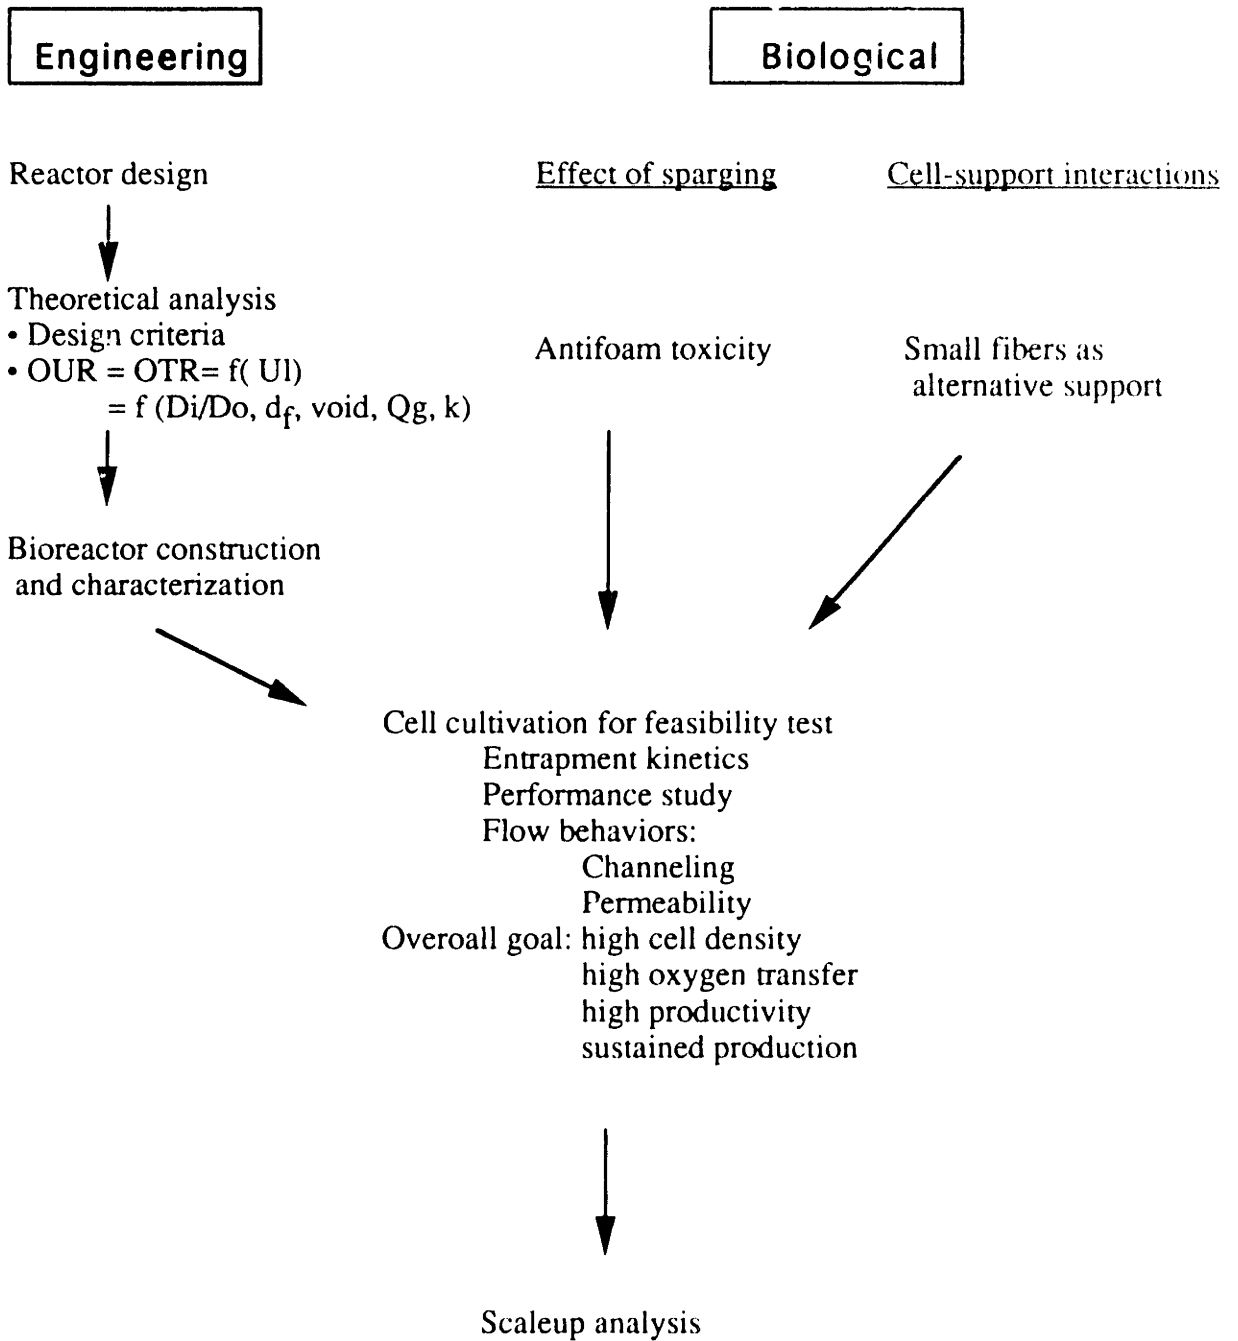 Engineering
Biological
Reactor design
Effect of sparging
Cell-support interactions
Theoretical analysis
• Design criteria
• OUR = OTR= f( Ul)
= f (Di/Do, df, void, Qg, k)
Antifoam toxicity
Small fibers as
alternative support
Bioreactor construction
and characterization
Cell cultivation for feasibility test
Entrapment kinetics
Performance study
Flow behaviors:
Channeling
Permeability
Overoall goal: high cell density
high oxygen transfer
high productivity
sustained production
Scaleup analysis